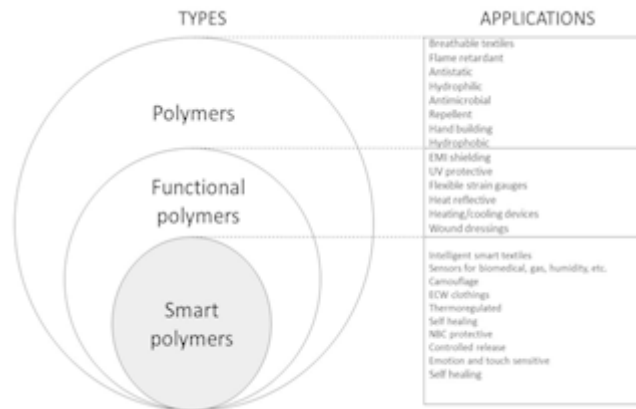 TYPES
APPLICATIONS
Polymers
Functional
polymers
Smart
polymers
Breathable textiles
Flame retardant
Antistatic
Hydrophilic
Antimicrobial
Repellent
Hand building
Hydrophobic
EMI shielding
UV protective
Flexible strain gauges
Heat reflective
Heating/cooling devices
Wound dressings
Intelligent smart textiles
Sensors for biomedical, gas, humidity, etc.
Camouflage
ECW clothings
Thermoregulated
Self healing
NBC protective
Controlled release
Emotion and touch sensitive
Self healing